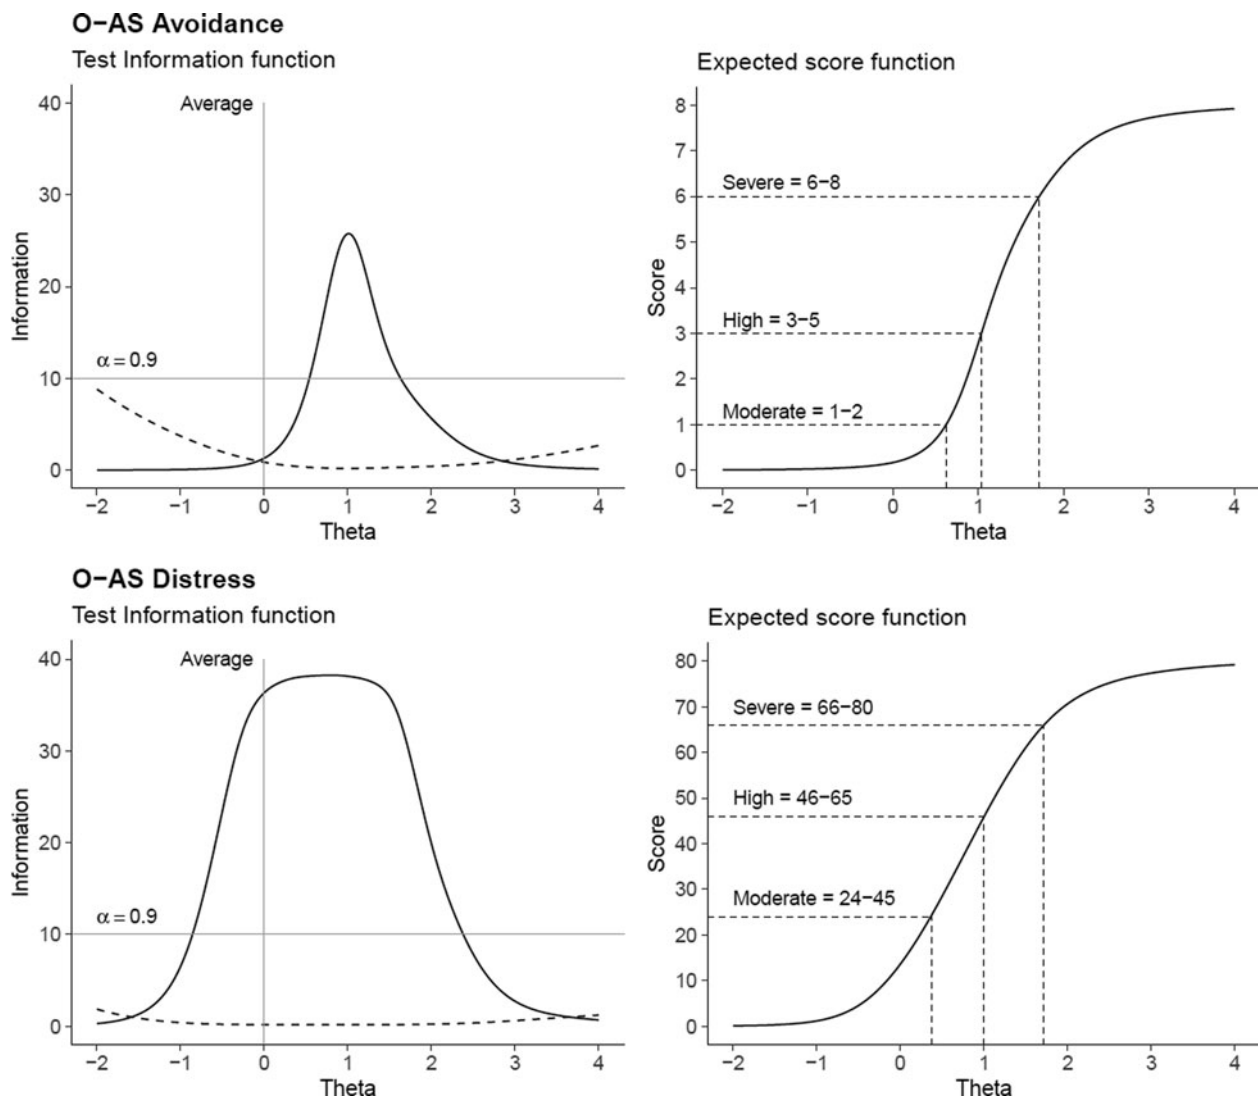 O−AS Avoidance
Test Information function
Expected score function
40
Average
30
20
10
0
α = 0.9
Information
−2 −1 0 1 2 3 4
Theta
8
7
6
5
4
3
2
1
0
Severe = 6−8
High = 3−5
Moderate = 1−2
Score
−2 −1 0 1 2 3 4
Theta
O−AS Distress
Test Information function
Expected score function
40
Average
30
20
10
0
α = 0.9
Information
−2 −1 0 1 2 3 4
Theta
80
70
60
50
40
30
20
10
0
Severe = 66−80
High = 46−65
Moderate = 24−45
Score
−2 −1 0 1 2 3 4
Theta